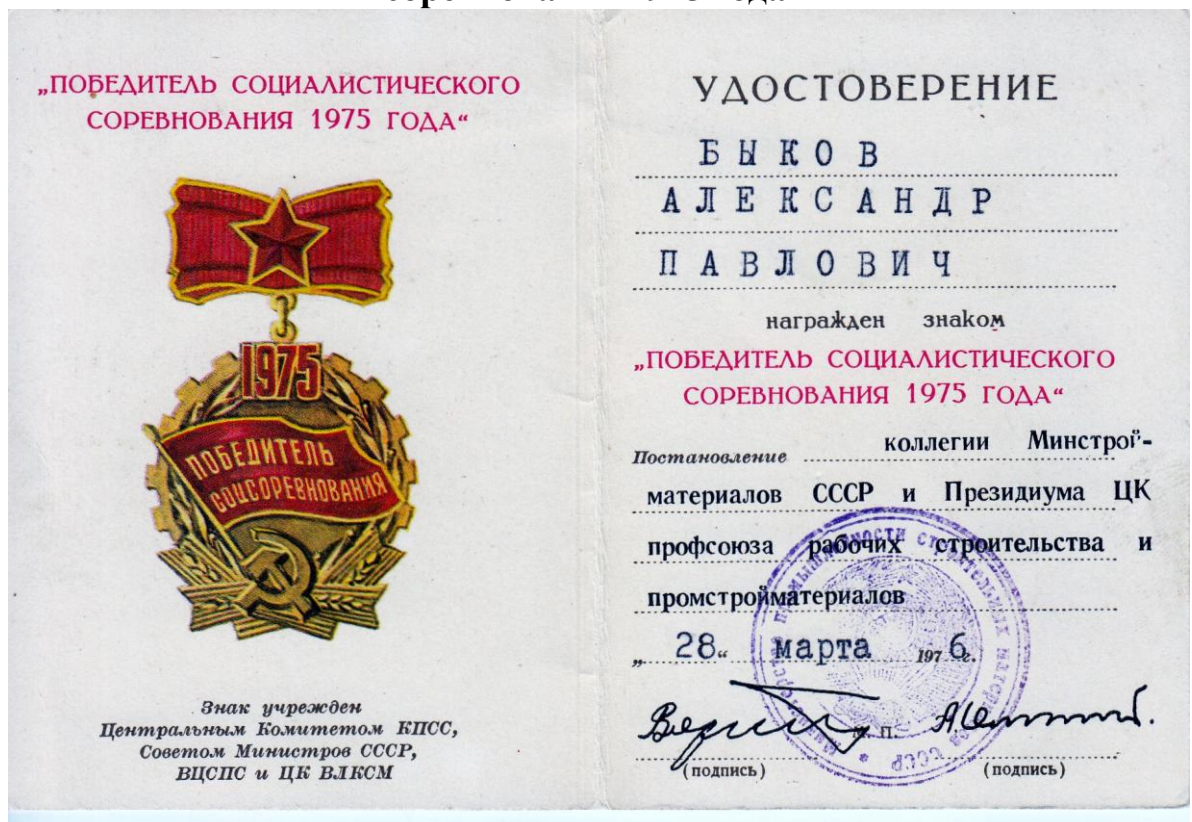 „ПОБЕДИТЕЛЬ СОЦИАЛИСТИЧЕСКОГО
СОРЕВНОВАНИЯ 1975 ГОДА“
1975
ПОБЕДИТЕЛЬ
СОЦСОРЕВНОВАНИЯ
Знак учрежден
Центральным Комитетом КПСС,
Советом Министров СССР,
ВЦСПС и ЦК ВЛКСМ
УДОСТОВЕРЕНИЕ
БЫКОВ
АЛЕКСАНДР
ПАВЛОВИЧ
награжден знаком
„ПОБЕДИТЕЛЬ СОЦИАЛИСТИЧЕСКОГО
СОРЕВНОВАНИЯ 1975 ГОДА“
Постановление коллегии Минстрой-
материалов СССР и Президиума ЦК
профсоюза рабочих строительства и
промстройматериалов
„28“ марта 1976 г.
М. П.
(подпись) (подпись)